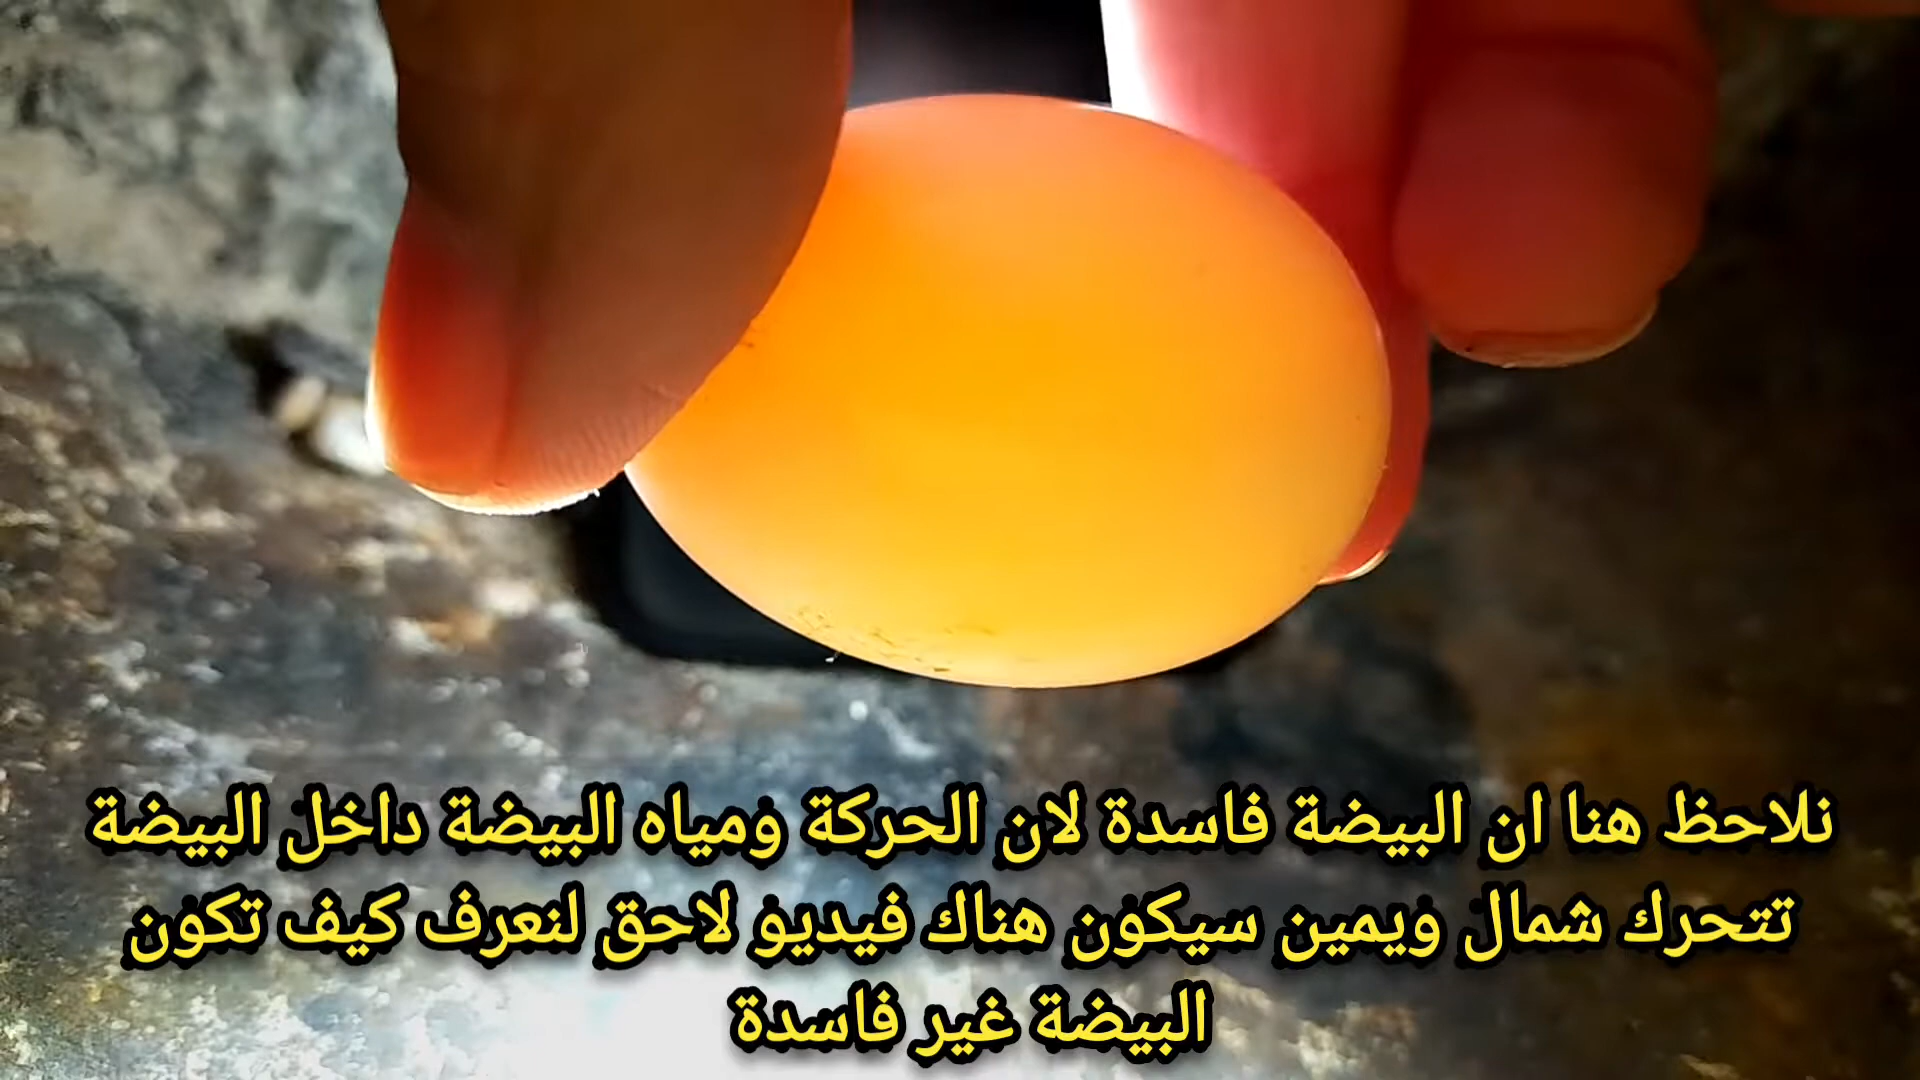 نلاحظ هنا ان البيضة فاسدة لان الحركة ومياه البيضة داخل البيضة
تتحرك شمال ويمين سيكون هناك فيديو لاحق لنعرف كيف تكون
البيضة غير فاسدة